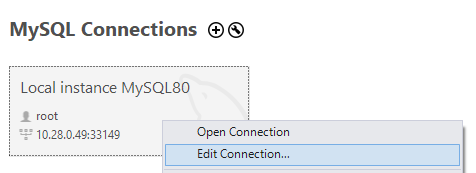 MySQL Connections
Local instance MySQL80
root
10.28.0.49:33149
Open Connection
Edit Connection...